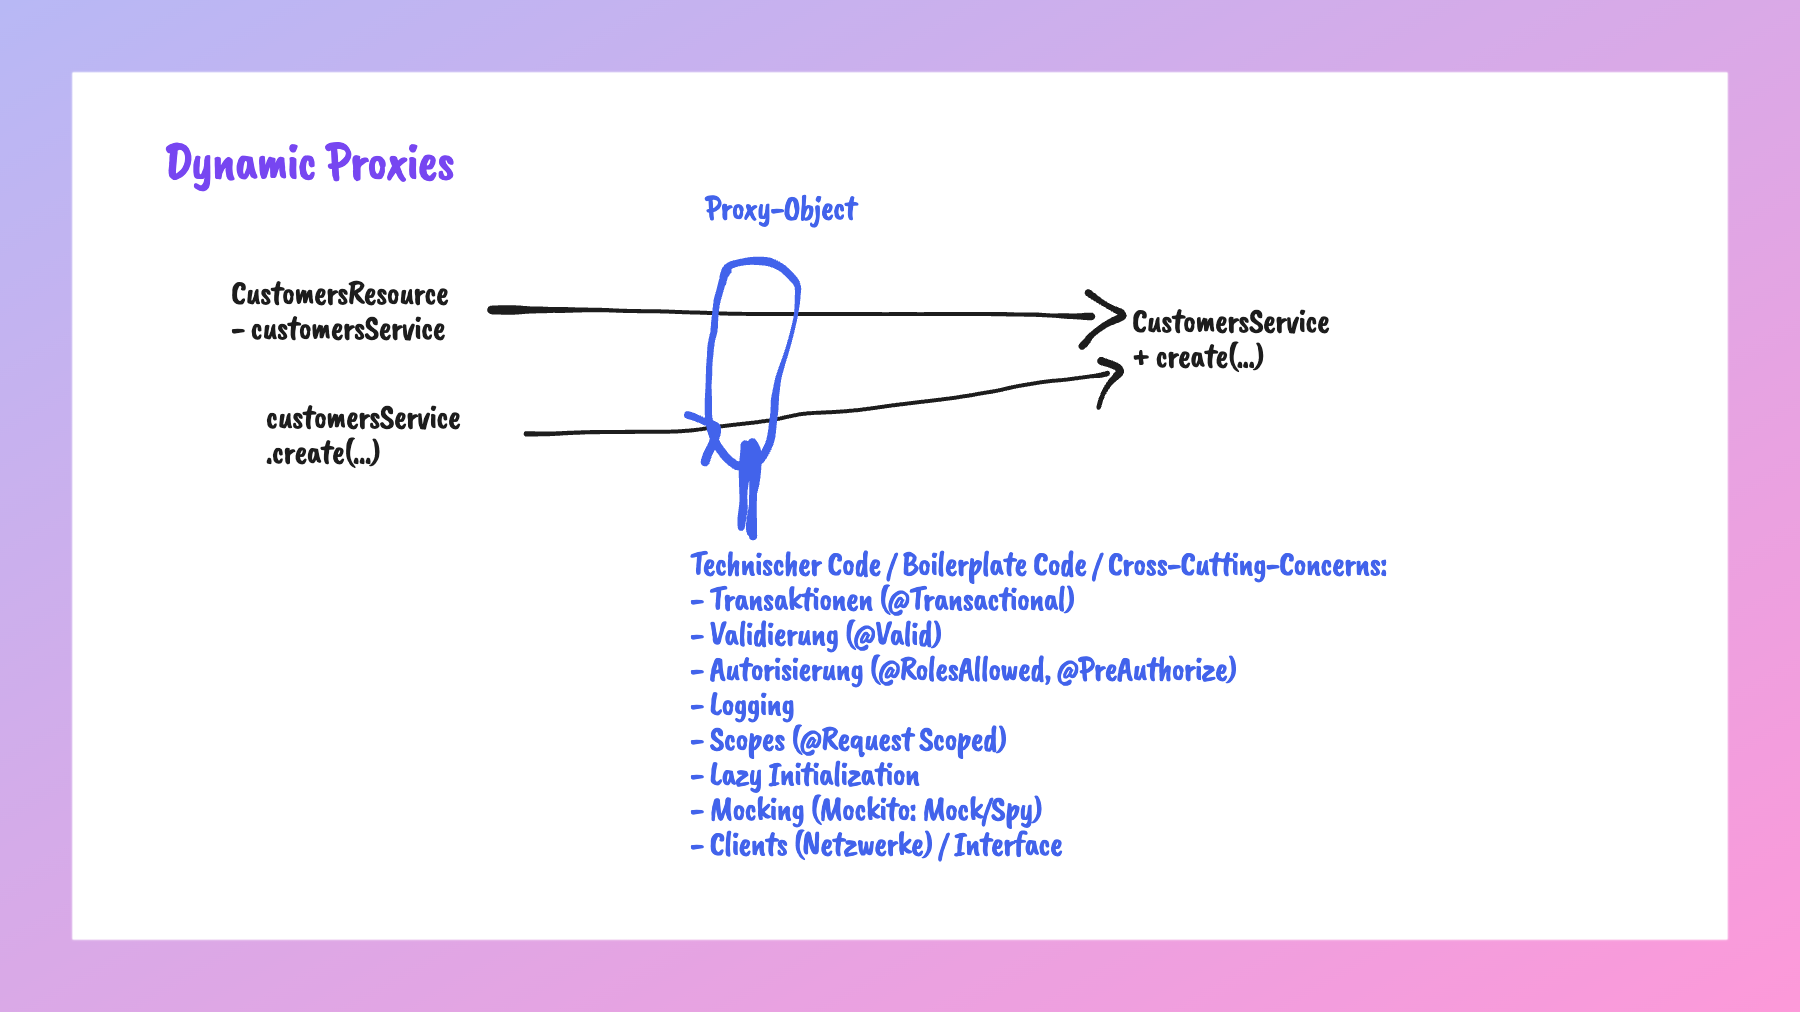 Dynamic Proxies
Proxy-Object
CustomersResource
- customersService
CustomersService
+ create(...)
customersService
.create(...)
Technischer Code / Boilerplate Code / Cross-Cutting-Concerns:
- Transaktionen (@Transactional)
- Validierung (@Valid)
- Autorisierung (@RolesAllowed, @PreAuthorize)
- Logging
- Scopes (@Request Scoped)
- Lazy Initialization
- Mocking (Mockito: Mock/Spy)
- Clients (Netzwerke) / Interface